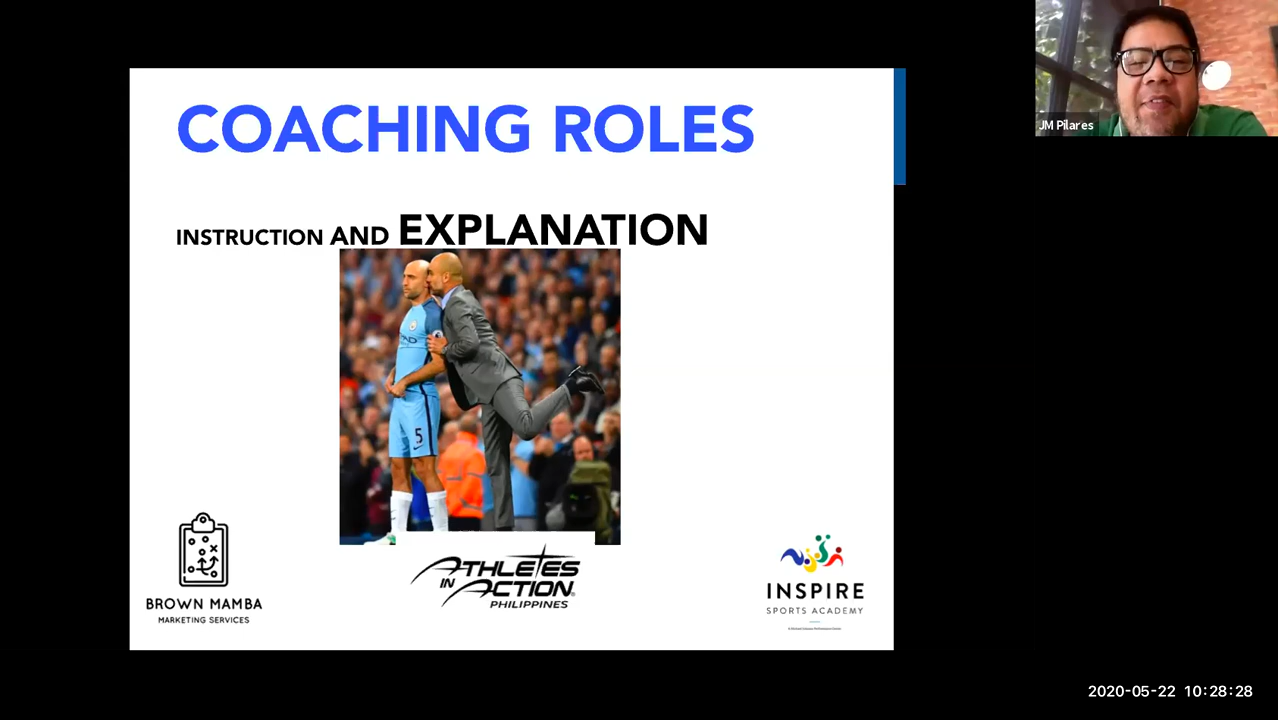 COACHING ROLES
INSTRUCTION AND EXPLANATION
5
BROWN MAMBA
MARKETING SERVICES
ATHLETES
IN ACTION
PHILIPPINES
INSPIRE
SPORTS ACADEMY
JM Pilares
2020-05-22 10:28:28